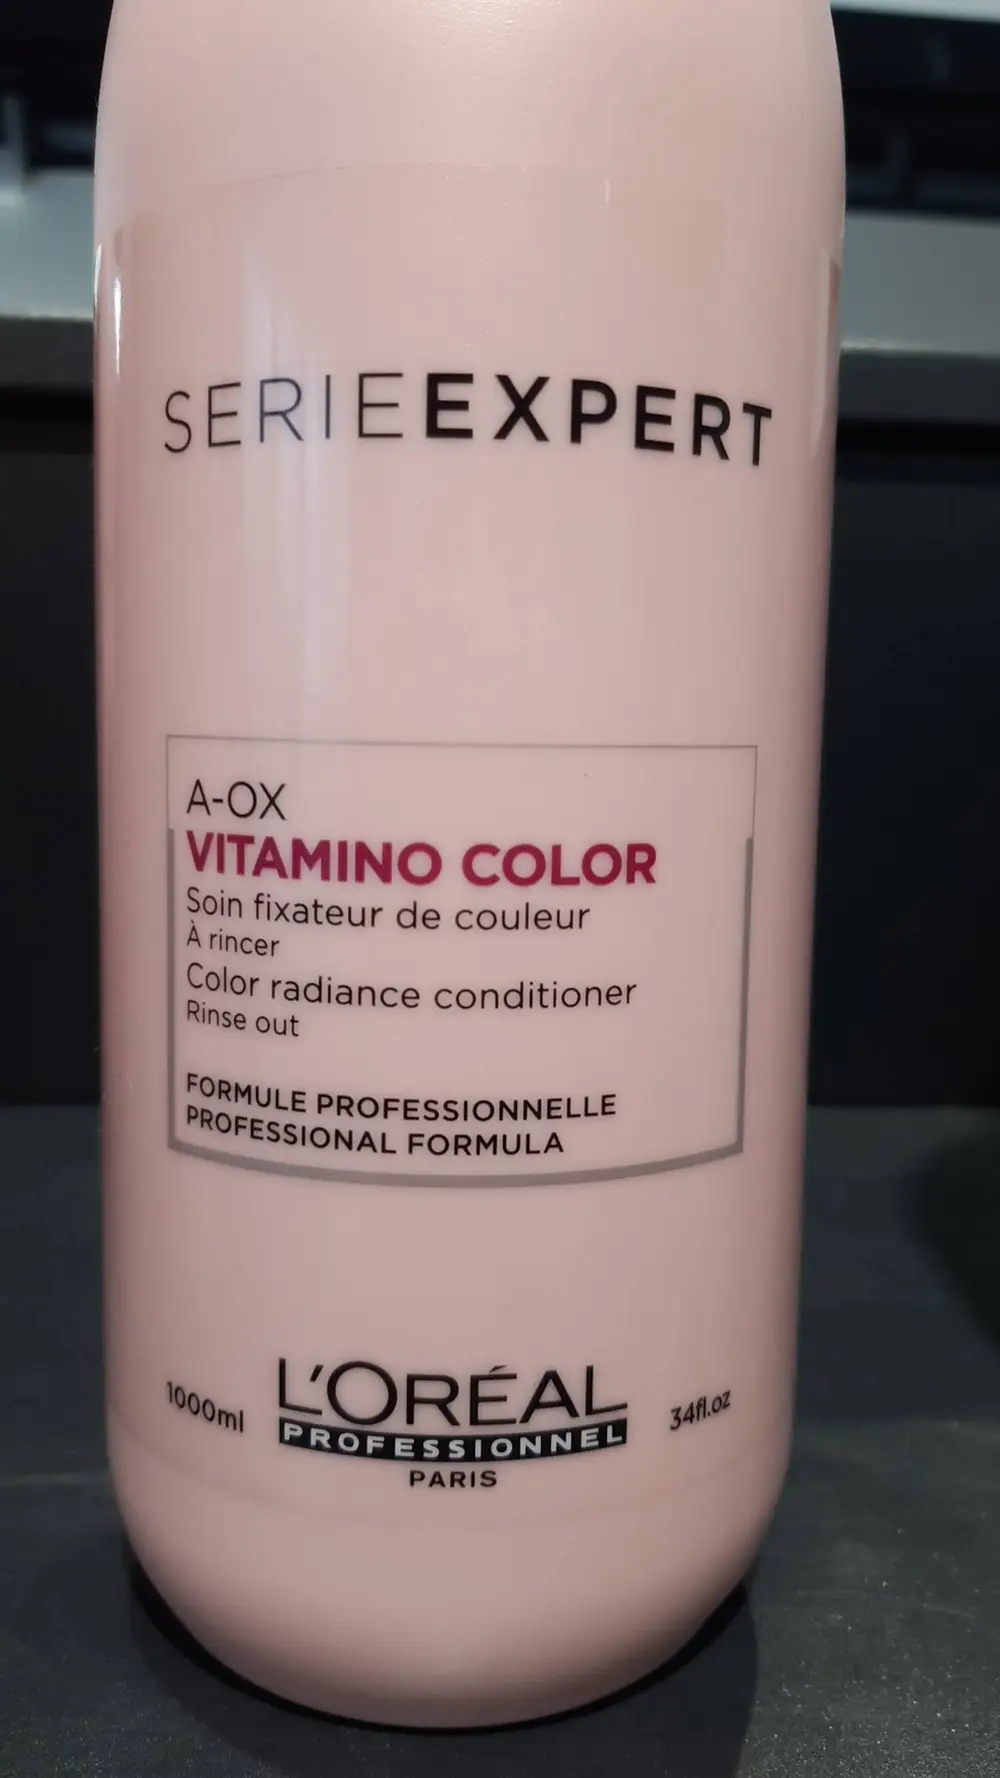 SERIEEXPERT
A-OX
VITAMINO COLOR
Soin fixateur de couleur
À rincer
Color radiance conditioner
Rinse out
FORMULE PROFESSIONNELLE
PROFESSIONAL FORMULA
1000ml
L'ORÉAL
PROFESSIONNEL
PARIS
34fl.oz